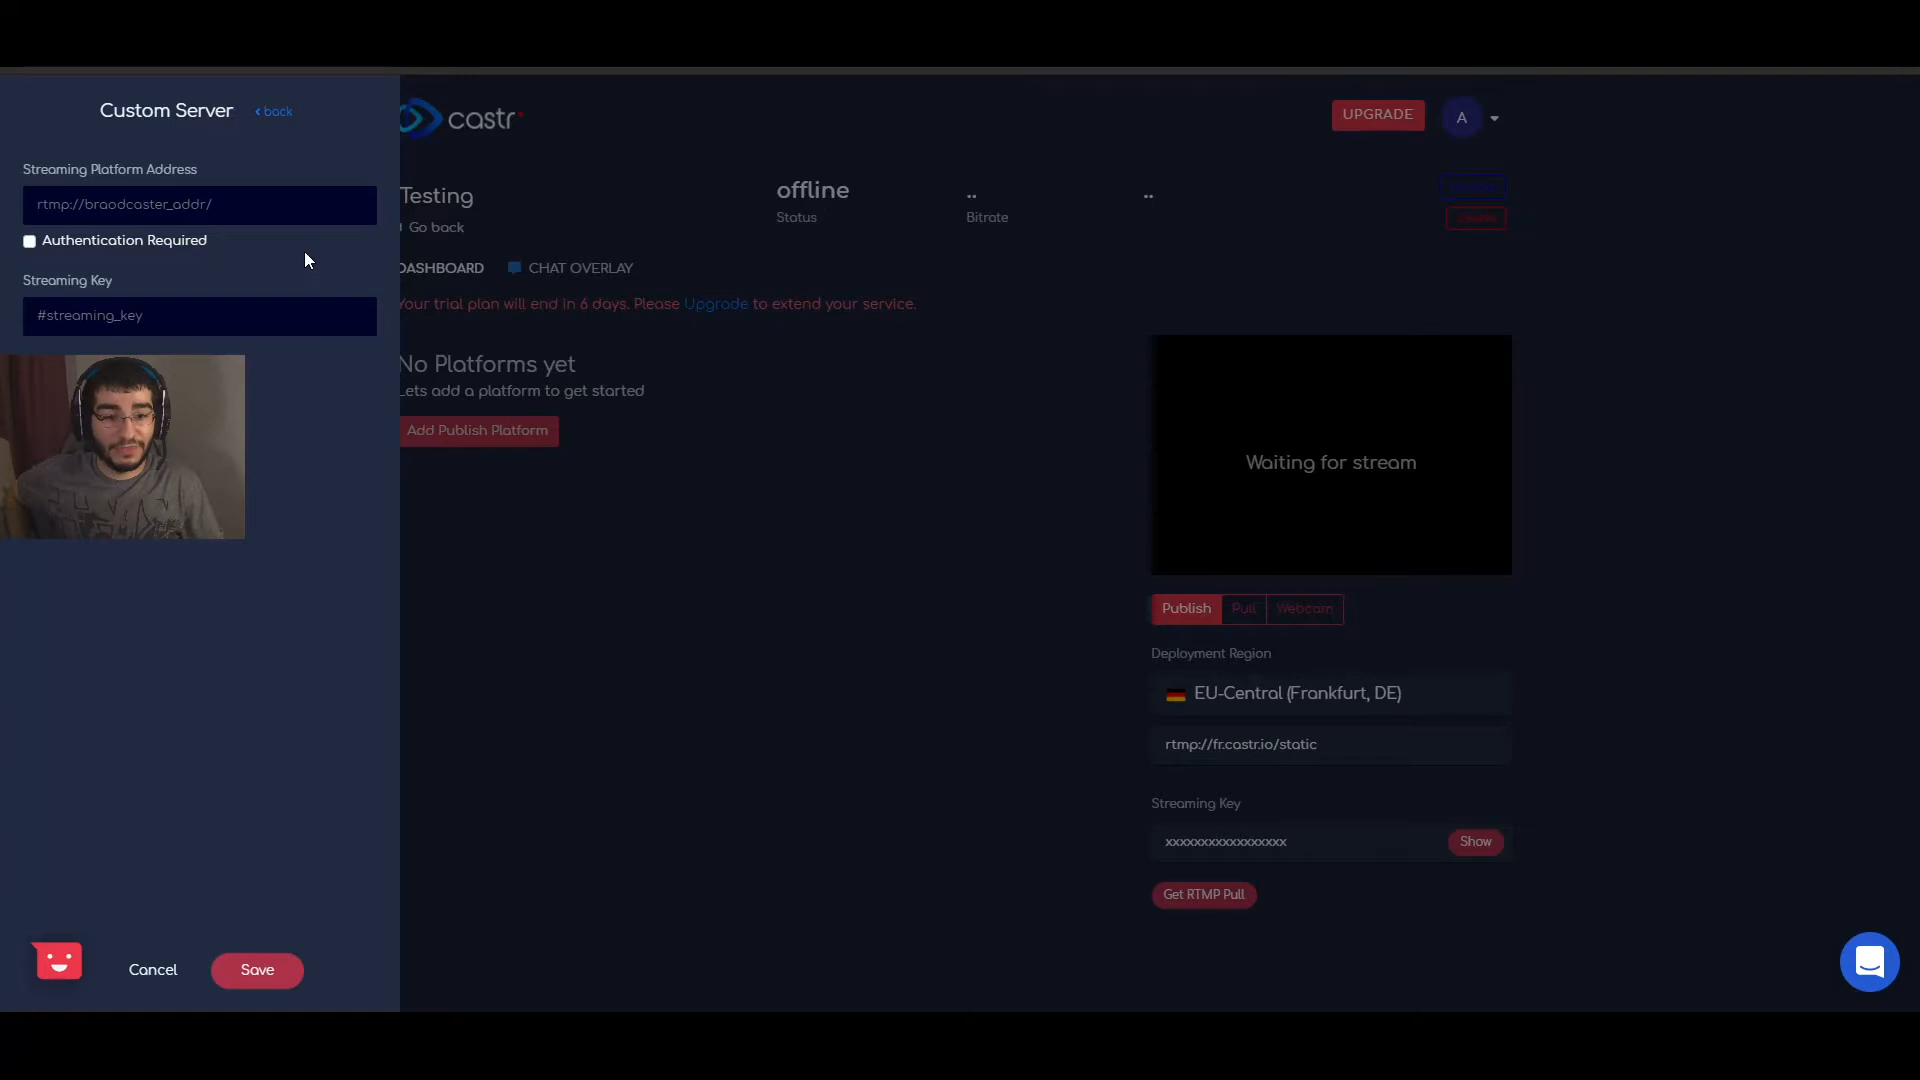 Custom Server
‹ back
Streaming Platform Address
rtmp://braodcaster_addr/
Authentication Required
Streaming Key
#streaming_key
Cancel
Save
castr
UPGRADE
A
Testing
Go back
offline
Status
..
Bitrate
..
DASHBOARD
CHAT OVERLAY
Your trial plan will end in 6 days. Please Upgrade to extend your service.
No Platforms yet
Lets add a platform to get started
Add Publish Platform
Waiting for stream
Publish
Pull
Webcam
Deployment Region
EU-Central (Frankfurt, DE)
rtmp://fr.castr.io/static
Streaming Key
xxxxxxxxxxxxxxxxx
Show
Get RTMP Pull